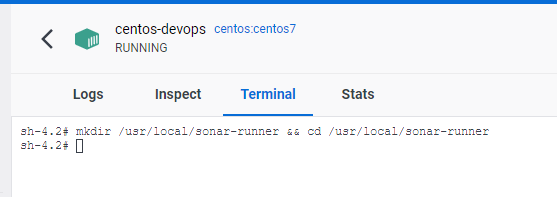 centos-devops centos:centos7
RUNNING
Logs Inspect Terminal Stats
sh-4.2# mkdir /usr/local/sonar-runner && cd /usr/local/sonar-runner
sh-4.2#